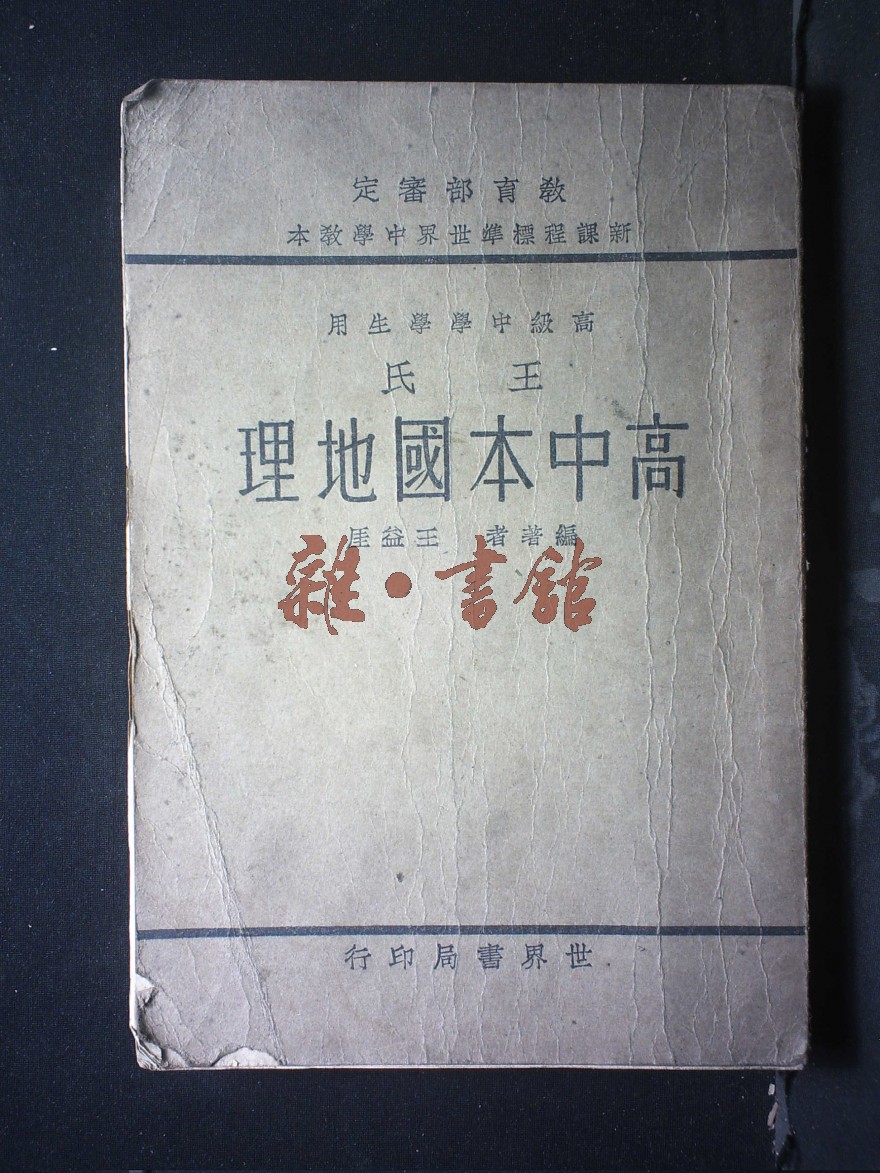 教育部審定
新課程標準世界中學教本
高級中學學生用
王氏
高中本國地理
編著者 王益厓
雜·書館
世界書局印行